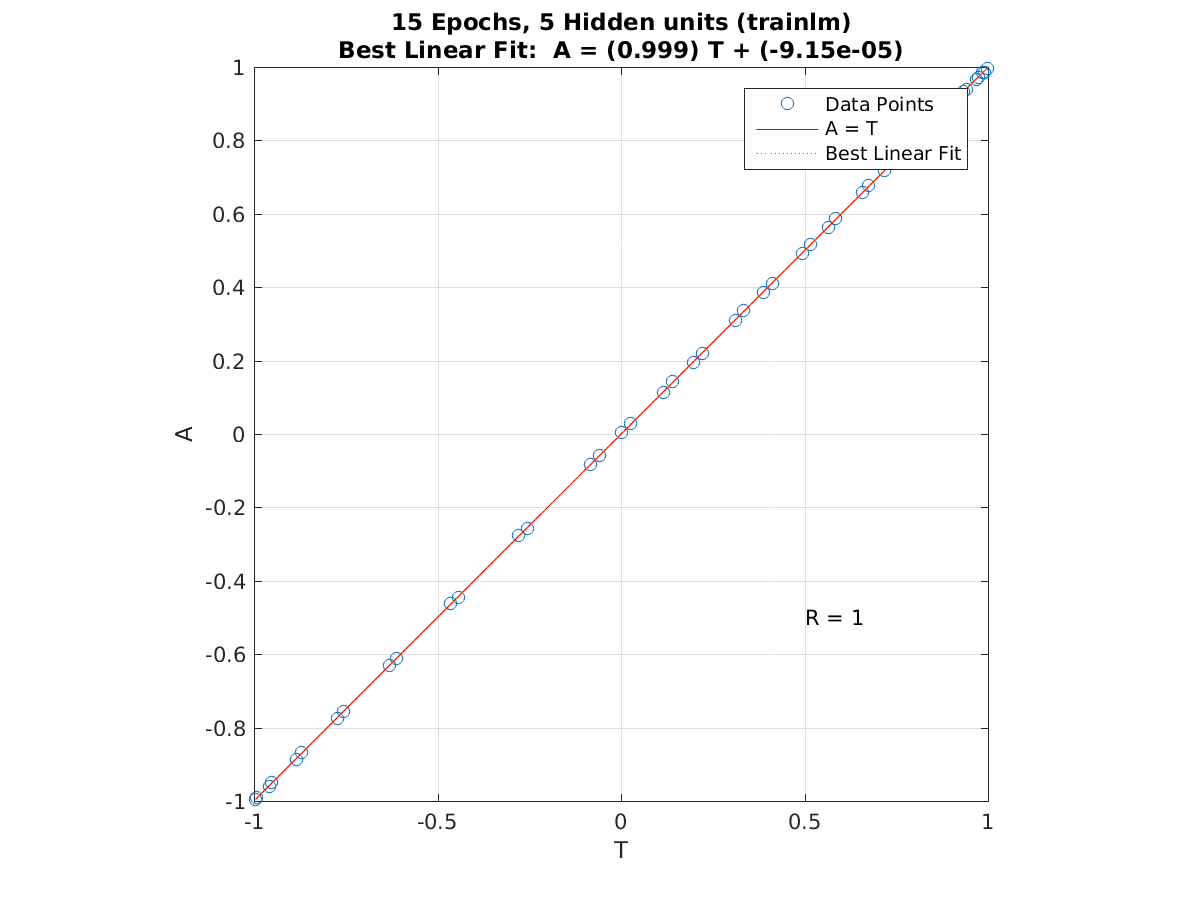 15 Epochs, 5 Hidden units (trainlm)
Best Linear Fit:  A = (0.999) T + (-9.15e-05)
1
Data Points
A = T
Best Linear Fit
0.8
0.6
0.4
0.2
A
0
-0.2
-0.4
R = 1
-0.6
-0.8
-1
-1
-0.5
0
0.5
1
T